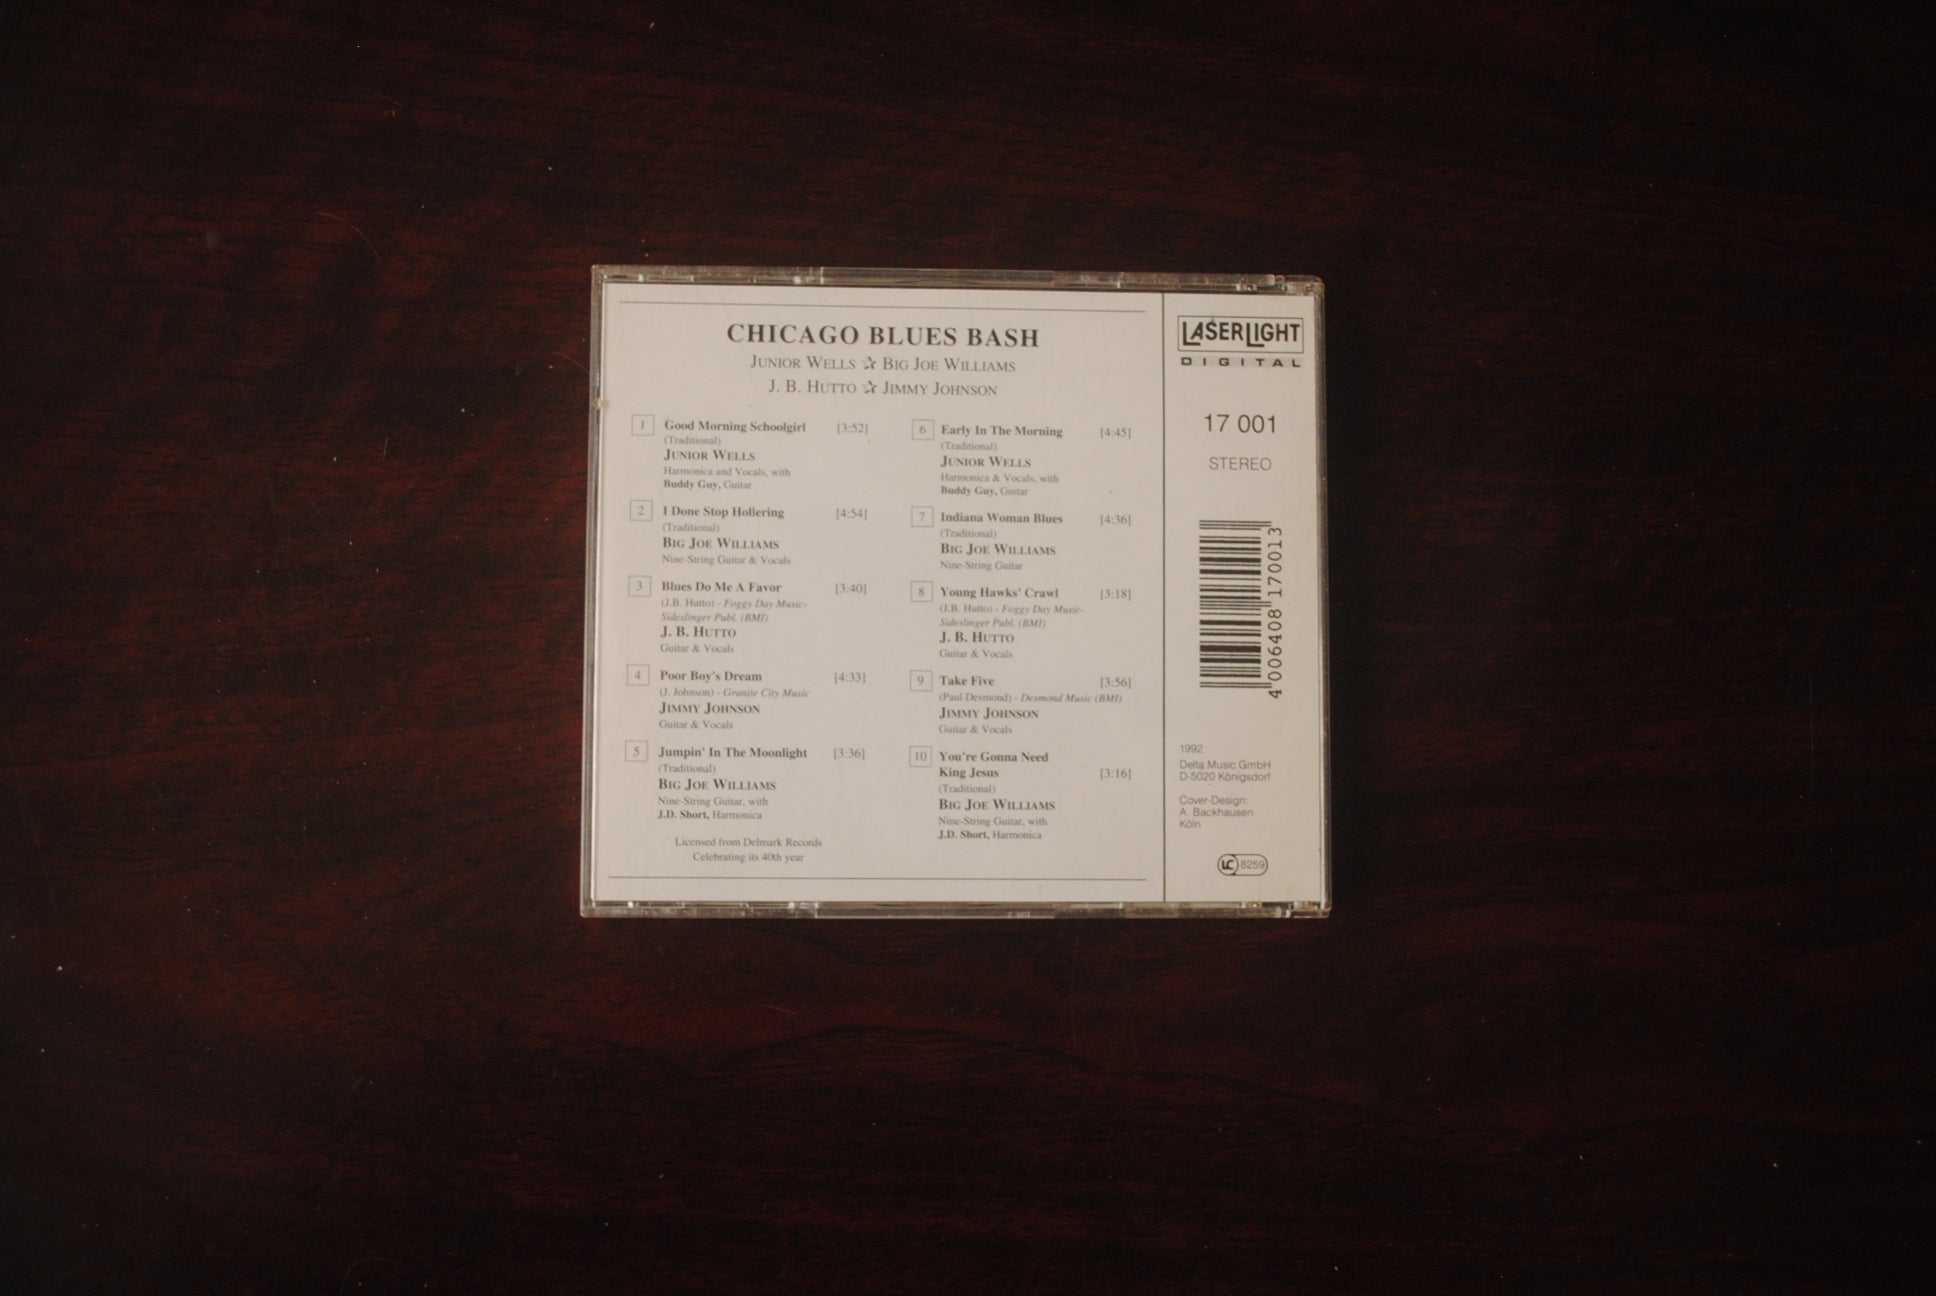 CHICAGO BLUES BASH
JUNIOR WELLS ☆ BIG JOE WILLIAMS
J. B. HUTTO ☆ JIMMY JOHNSON
1 Good Morning Schoolgirl [3:52]
(Traditional)
JUNIOR WELLS
Harmonica and Vocals, with
Buddy Guy, Guitar
2 I Done Stop Hollering [4:54]
(Traditional)
BIG JOE WILLIAMS
Nine-String Guitar & Vocals
3 Blues Do Me A Favor [3:40]
(J.B. Hutto) - Foggy Day Music-
Sideslinger Publ. (BMI)
J. B. HUTTO
Guitar & Vocals
4 Poor Boy's Dream [4:33]
(J. Johnson) - Granite City Music
JIMMY JOHNSON
Guitar & Vocals
5 Jumpin' In The Moonlight [3:36]
(Traditional)
BIG JOE WILLIAMS
Nine-String Guitar, with
J.D. Short, Harmonica
Licensed from Delmark Records
Celebrating its 40th year
6 Early In The Morning [4:45]
(Traditional)
JUNIOR WELLS
Harmonica & Vocals, with
Buddy Guy, Guitar
7 Indiana Woman Blues [4:36]
(Traditional)
BIG JOE WILLIAMS
Nine-String Guitar
8 Young Hawks' Crawl [3:18]
(J.B. Hutto) - Foggy Day Music-
Sideslinger Publ. (BMI)
J. B. HUTTO
Guitar & Vocals
9 Take Five [3:56]
(Paul Desmond) - Desmond Music (BMI)
JIMMY JOHNSON
Guitar & Vocals
10 You're Gonna Need
King Jesus [3:16]
(Traditional)
BIG JOE WILLIAMS
Nine-String Guitar, with
J.D. Short, Harmonica
LASERLIGHT
DIGITAL
17 001
STEREO
4 006408 170013
1992
Delta Music GmbH
D-5020 Königsdorf
Cover-Design:
A. Backhausen
Köln
LC 8259